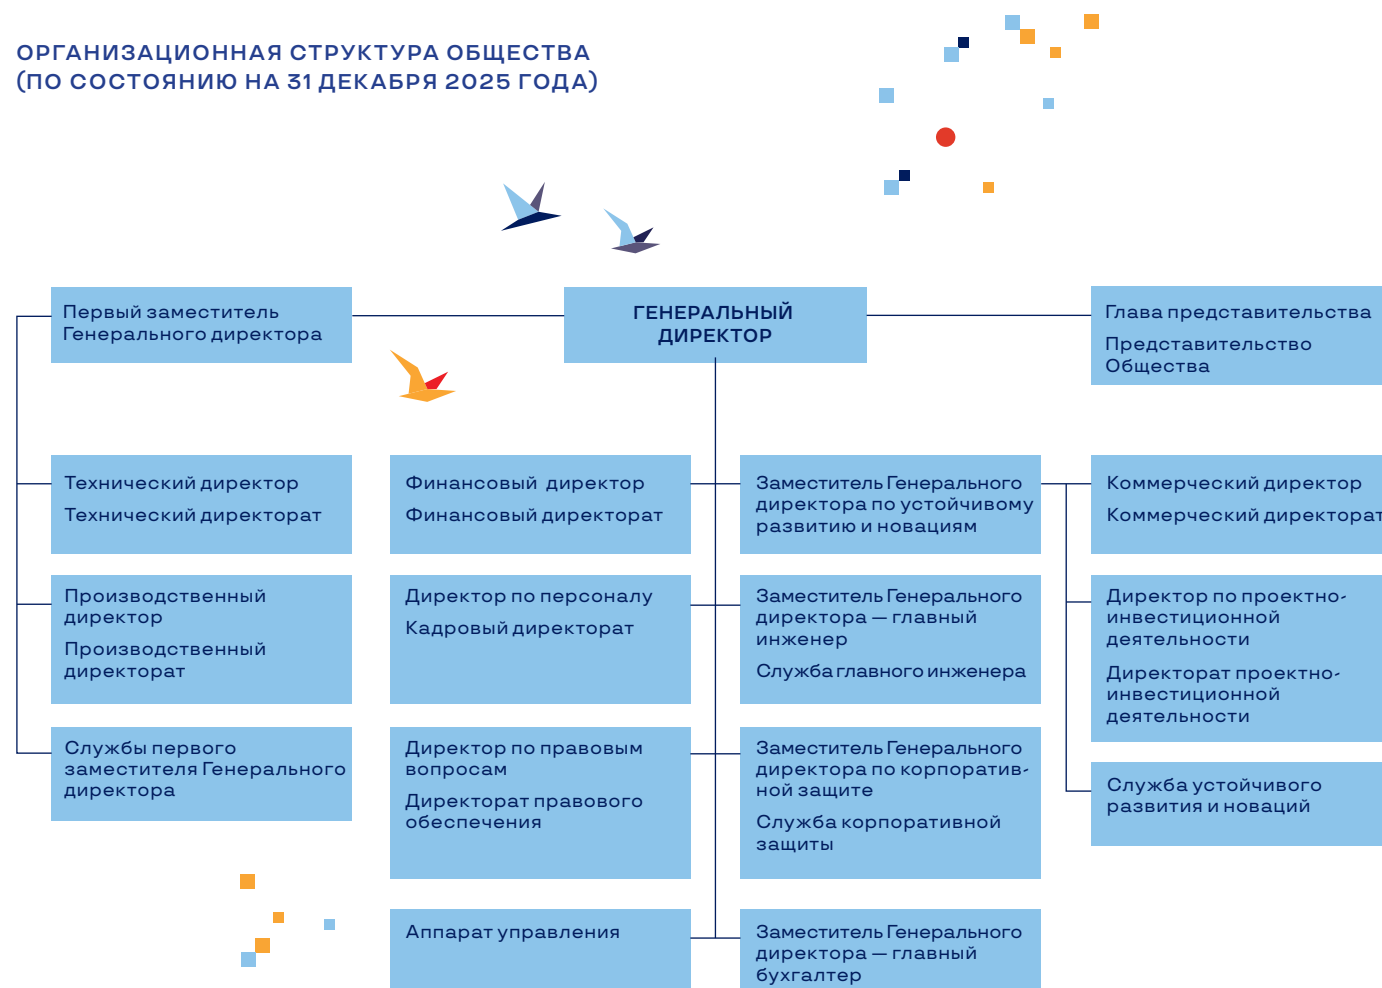 ОРГАНИЗАЦИОННАЯ СТРУКТУРА ОБЩЕСТВА
(ПО СОСТОЯНИЮ НА 31 ДЕКАБРЯ 2025 ГОДА)
Первый заместитель
Генерального директора
ГЕНЕРАЛЬНЫЙ
ДИРЕКТОР
Глава представительства
Представительство
Общества
Технический директор
Технический директорат
Финансовый директор
Финансовый директорат
Заместитель Генерального
директора по устойчивому
развитию и новациям
Коммерческий директор
Коммерческий директорат
Производственный
директор
Производственный
директорат
Директор по персоналу
Кадровый директорат
Заместитель Генерального
директора — главный
инженер
Служба главного инженера
Директор по проектно-
инвестиционной
деятельности
Директорат проектно-
инвестиционной
деятельности
Службы первого
заместителя Генерального
директора
Директор по правовым
вопросам
Директорат правового
обеспечения
Заместитель Генерального
директора по корпоратив-
ной защите
Служба корпоративной
защиты
Служба устойчивого
развития и новаций
Аппарат управления
Заместитель Генерального
директора — главный
бухгалтер